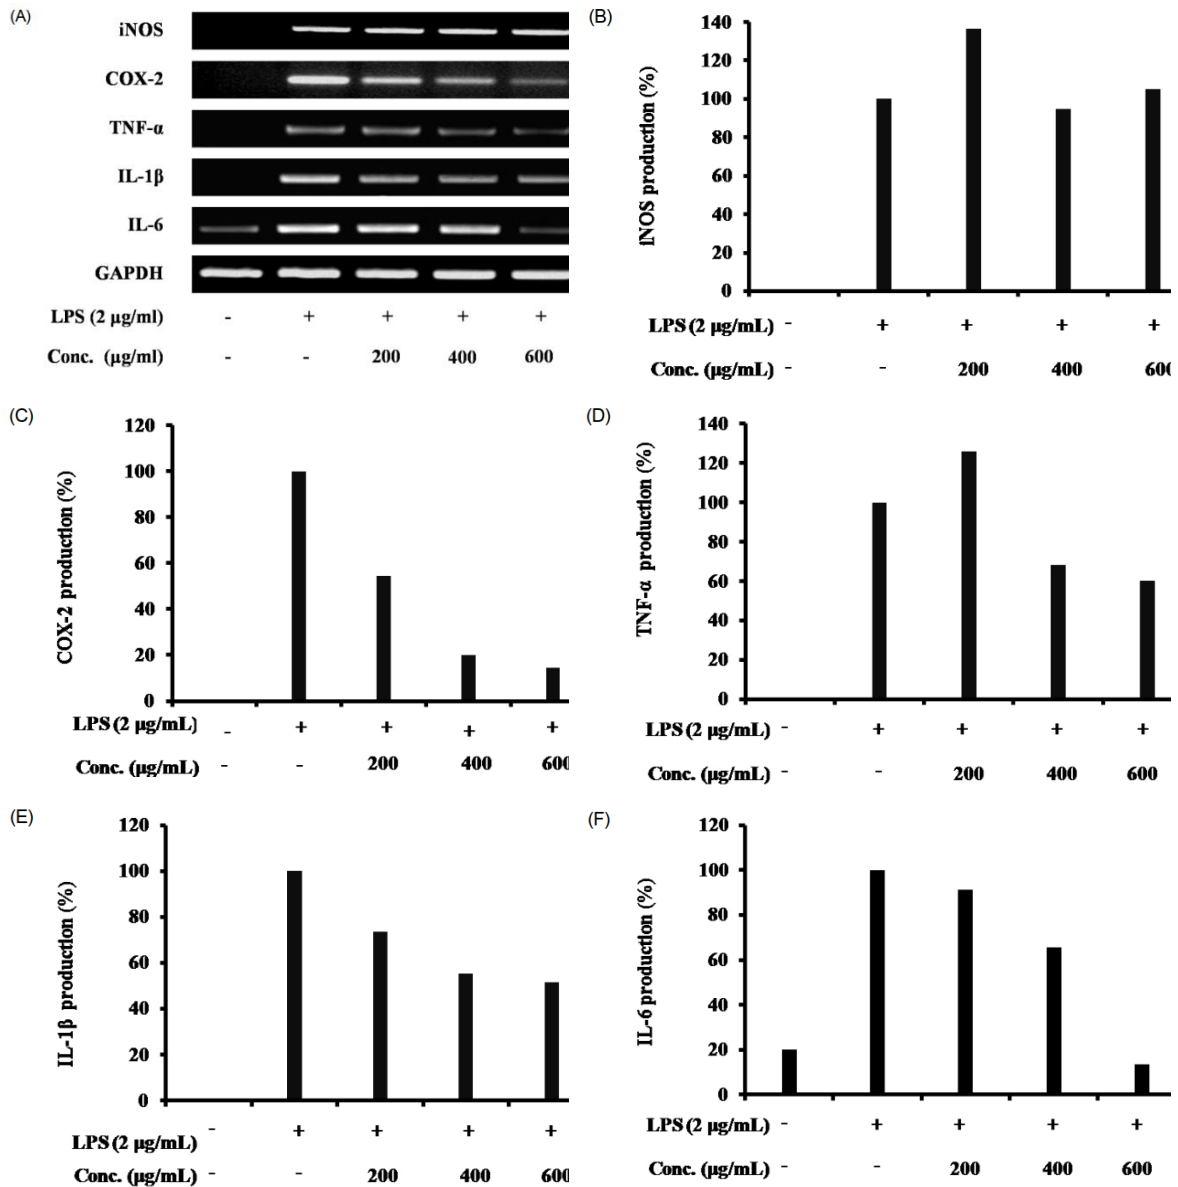 (A)
iNOS
COX-2
TNF-α
IL-1β
IL-6
GAPDH
LPS (2 µg/ml) - + + + +
Conc. (µg/ml) - - 200 400 600
(B)
iNOS production (%)
140
120
100
80
60
40
20
0
LPS (2 µg/mL) - + + + +
Conc. (µg/mL) - - 200 400 600
(C)
COX-2 production (%)
120
100
80
60
40
20
0
LPS (2 µg/mL) - + + + +
Conc. (µg/mL) - - 200 400 600
(D)
TNF-α production (%)
140
120
100
80
60
40
20
0
LPS (2 µg/mL) - + + + +
Conc. (µg/mL) - - 200 400 600
(E)
IL-1β production (%)
120
100
80
60
40
20
0
LPS (2 µg/mL) - + + + +
Conc. (µg/mL) - - 200 400 600
(F)
IL-6 production (%)
120
100
80
60
40
20
0
LPS (2 µg/mL) - + + + +
Conc. (µg/mL) - - 200 400 600